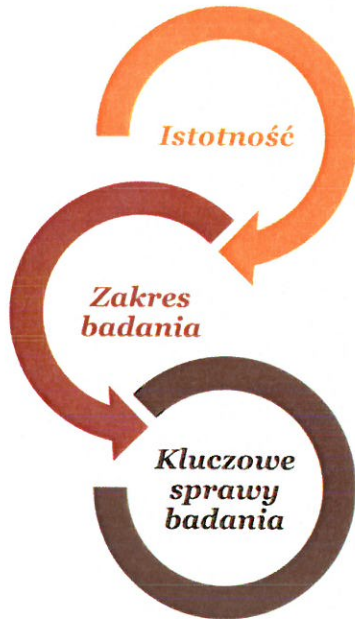 Istotność
Zakres
badania
Kluczowe
sprawy
badania